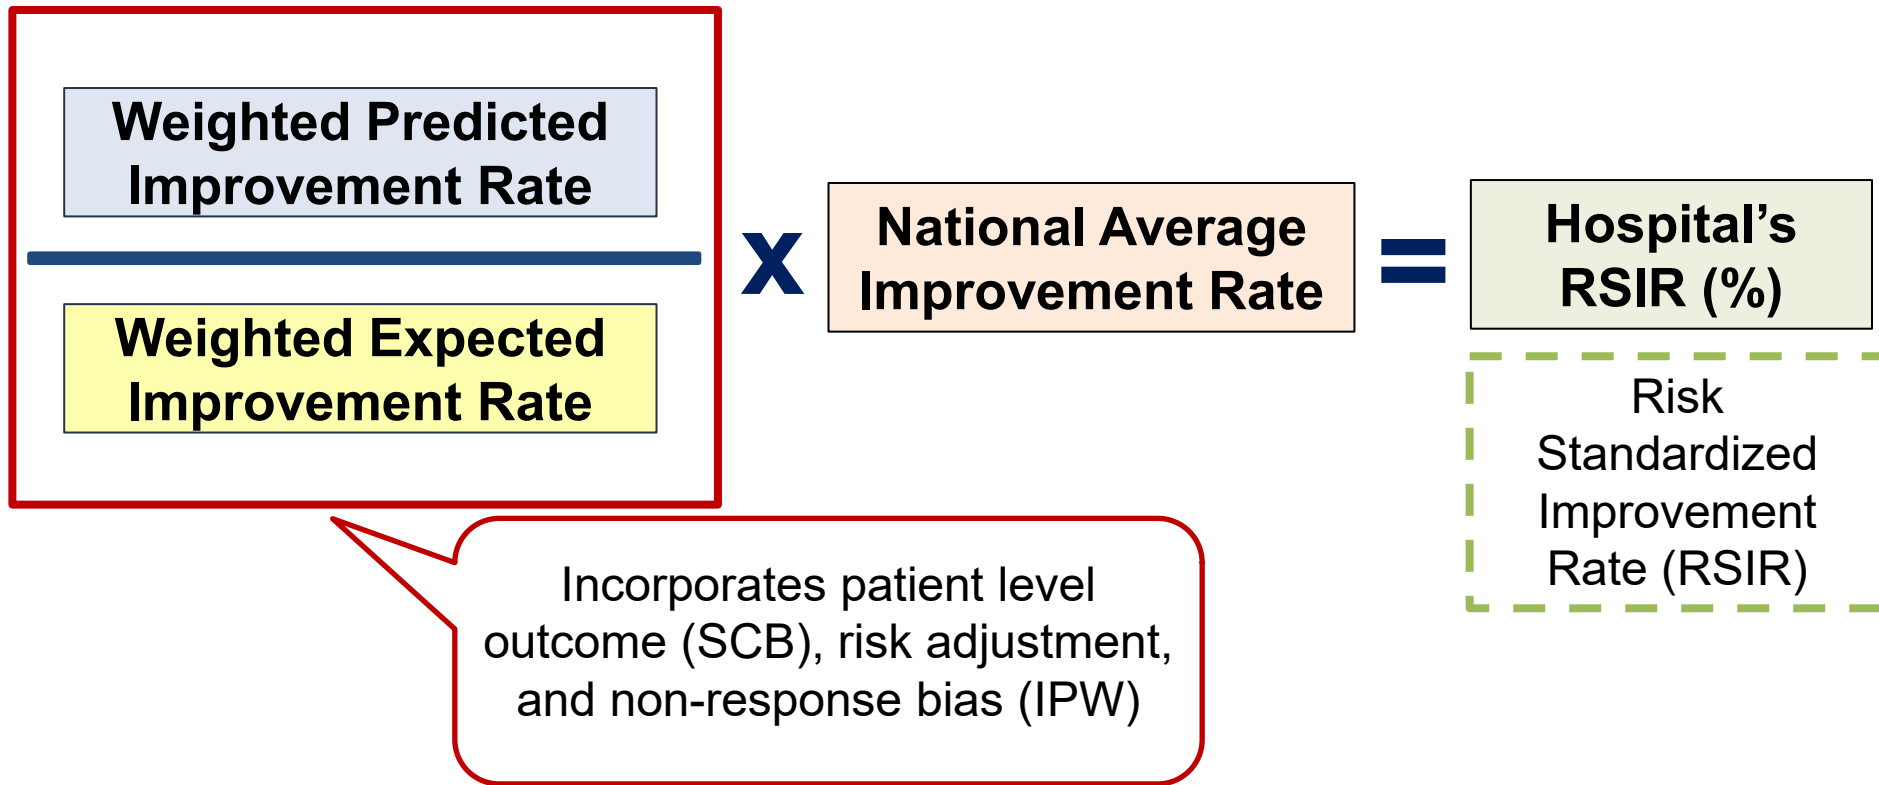 Weighted Predicted
Improvement Rate
Weighted Expected
Improvement Rate
x
National Average
Improvement Rate
=
Hospital’s
RSIR (%)
Risk
Standardized
Improvement
Rate (RSIR)
Incorporates patient level
outcome (SCB), risk adjustment,
and non-response bias (IPW)